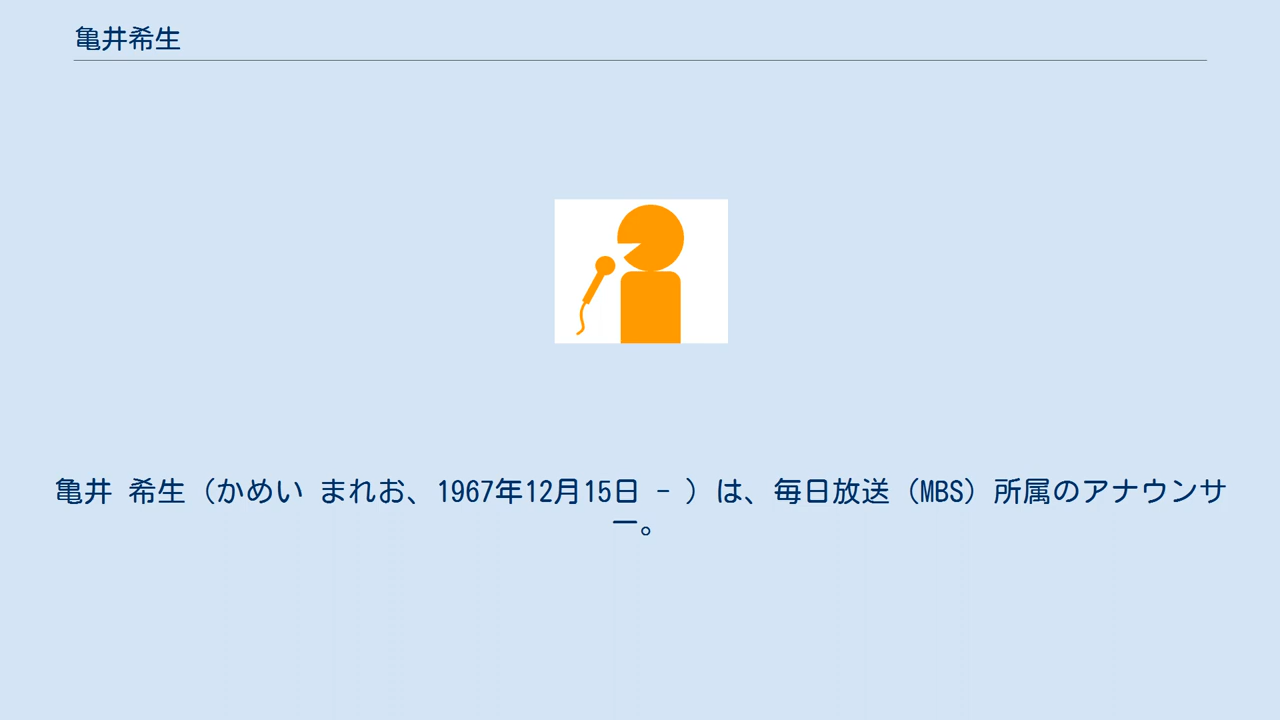 亀井希生
亀井 希生（かめい まれお、1967年12月15日 - ）は、毎日放送（MBS）所属のアナウンサ
ー。